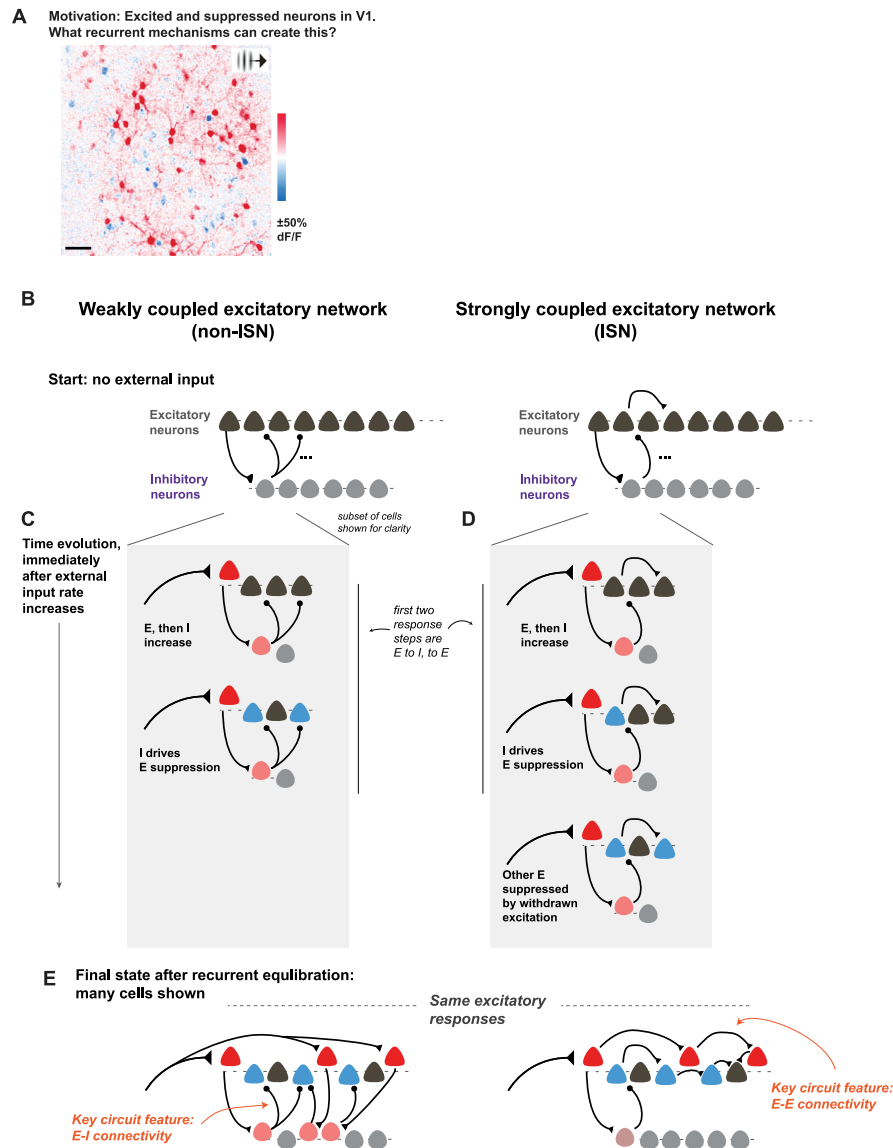 A
Motivation: Excited and suppressed neurons in V1.
What recurrent mechanisms can create this?
±50%
dF/F
B
Weakly coupled excitatory network
(non-ISN)
Strongly coupled excitatory network
(ISN)
Start: no external input
Excitatory
neurons
Inhibitory
neurons
...
Excitatory
neurons
Inhibitory
neurons
...
subset of cells
shown for clarity
C
Time evolution,
immediately
after external
input rate
increases
E, then I
increase
I drives
E suppression
first two
response
steps are
E to I, to E
D
E, then I
increase
I drives
E suppression
Other E
suppressed
by withdrawn
excitation
E
Final state after recurrent equlibration:
many cells shown
Same excitatory
responses
Key circuit feature:
E-I connectivity
Key circuit feature:
E-E connectivity